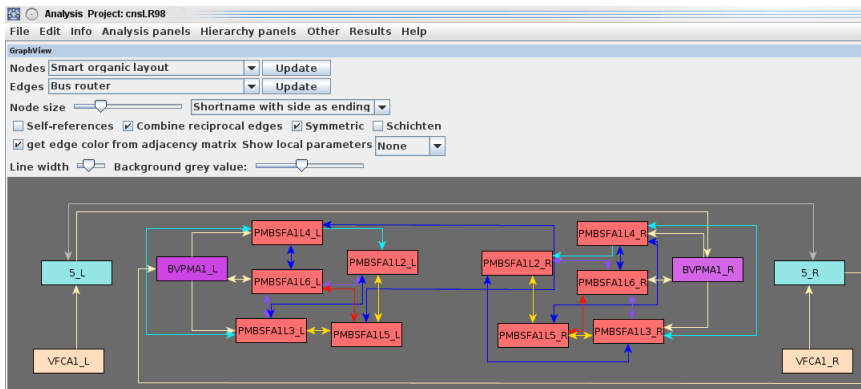 Analysis Project: cnsLR98
File Edit Info Analysis panels Hierarchy panels Other Results Help
GraphView
Nodes Smart organic layout Update
Edges Bus router Update
Node size Shortname with side as ending
Self-references Combine reciprocal edges Symmetric Schichten
get edge color from adjacency matrix Show local parameters None
Line width Background grey value:
PMBSFA1L4_L PMBSFA1L4_R
5_L BVPMA1_L PMBSFA1L2_L PMBSFA1L2_R BVPMA1_R 5_R
PMBSFA1L6_L PMBSFA1L6_R
PMBSFA1L3_L PMBSFA1L5_L PMBSFA1L5_R PMBSFA1L3_R
VFCA1_L VFCA1_R